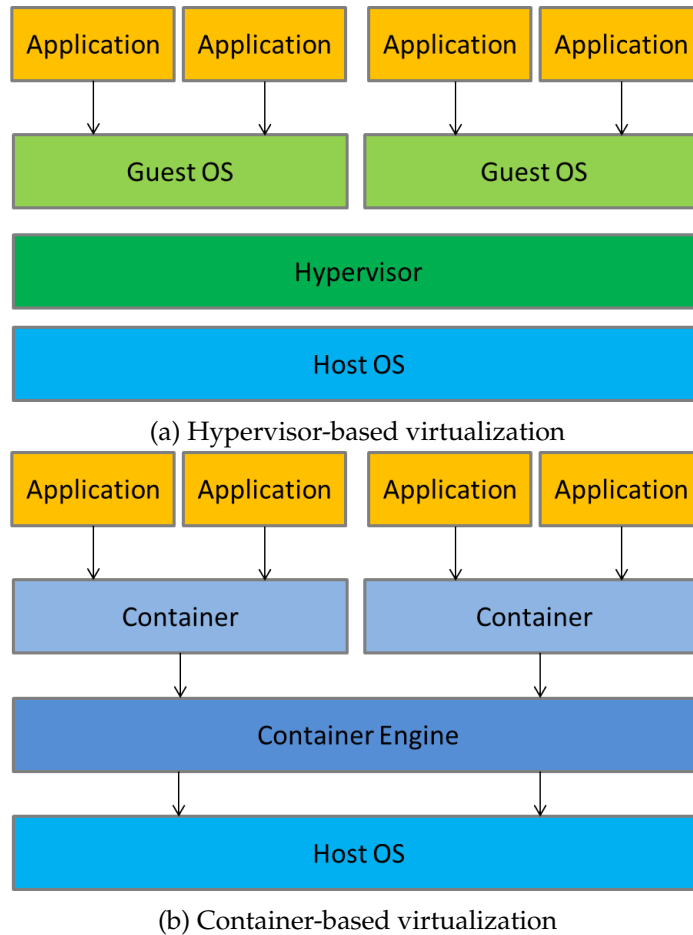 Application Application Application Application
Guest OS Guest OS
Hypervisor
Host OS
(a) Hypervisor-based virtualization
Application Application Application Application
Container Container
Container Engine
Host OS
(b) Container-based virtualization